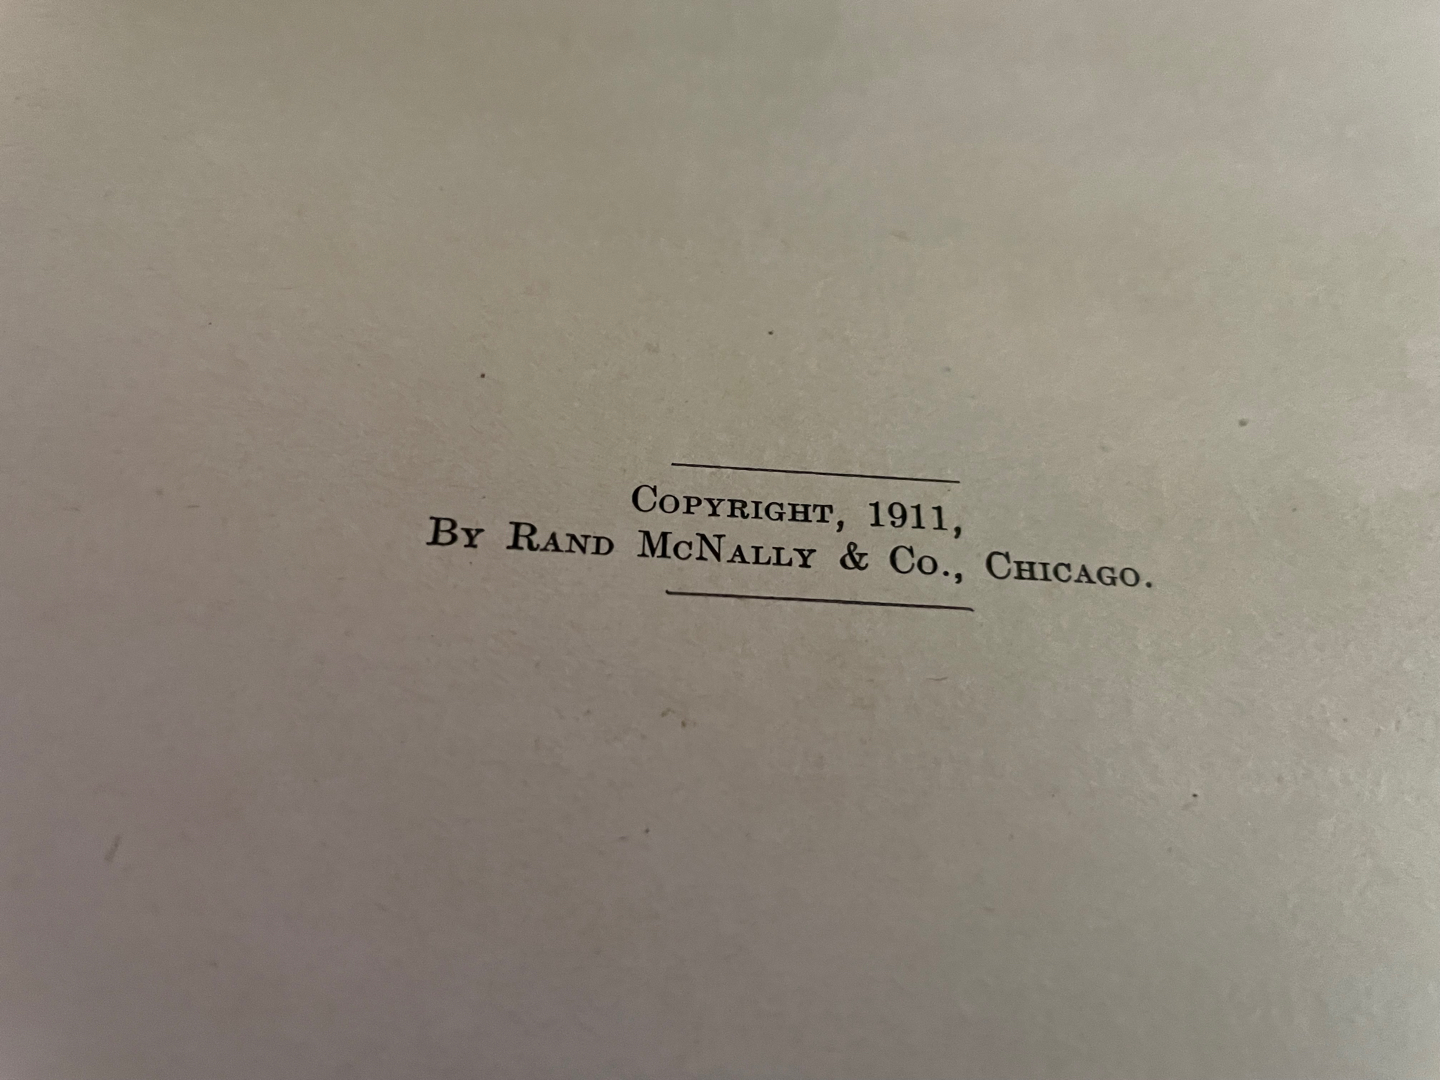 Copyright, 1911,
By Rand McNally & Co., Chicago.